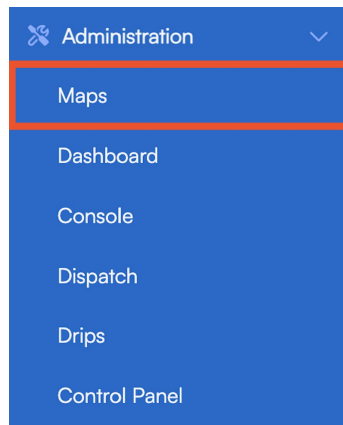 Administration
Maps
Dashboard
Console
Dispatch
Drips
Control Panel